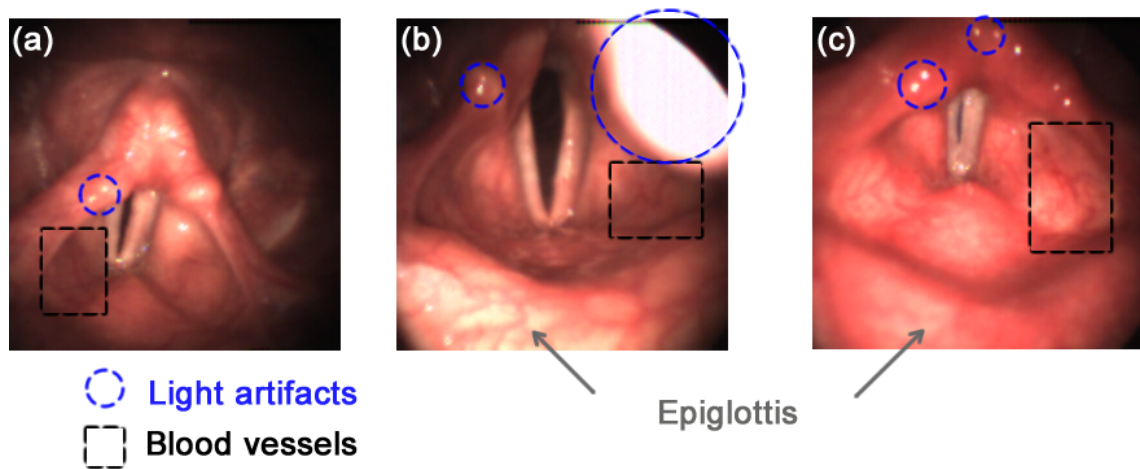 (a)
(b)
(c)
Light artifacts
Blood vessels
Epiglottis